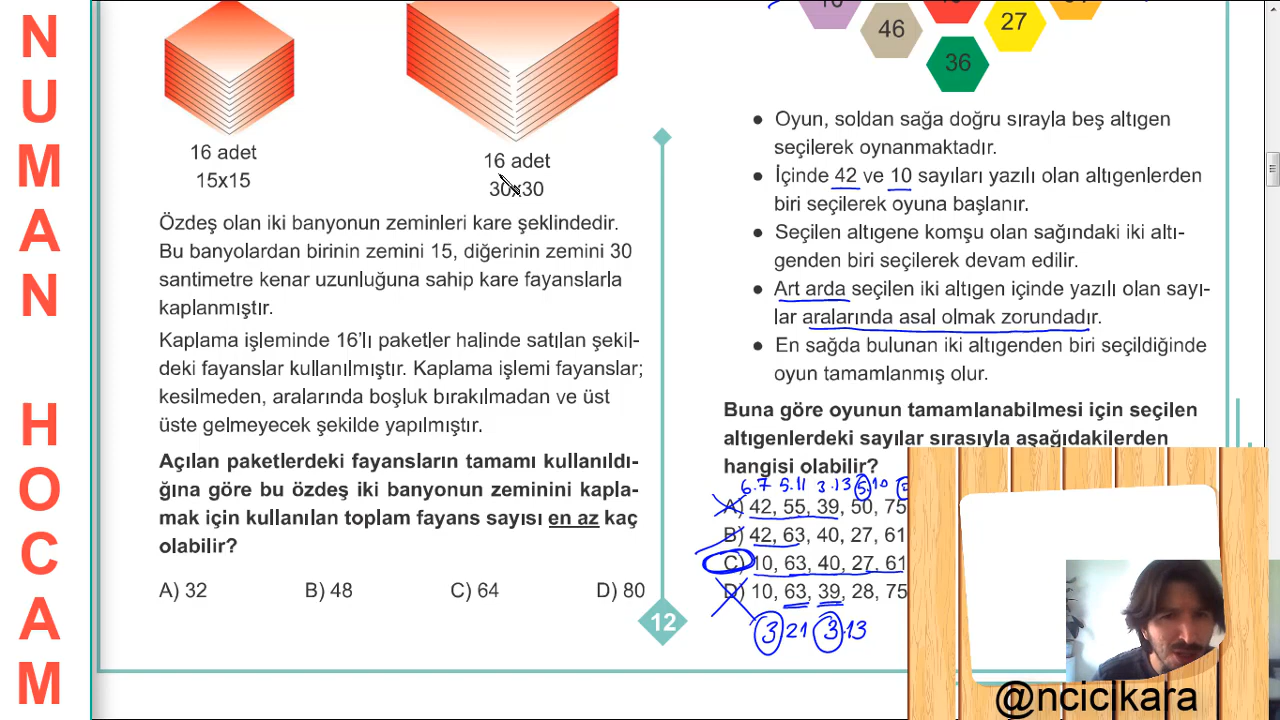 NUMAN HOCAM
16 adet
15x15
16 adet
30x30
Özdeş olan iki banyonun zeminleri kare şeklindedir.
Bu banyolardan birinin zemini 15, diğerinin zemini 30
santimetre kenar uzunluğuna sahip kare fayanslarla
kaplanmıştır.
Kaplama işleminde 16'lı paketler halinde satılan şekil-
deki fayanslar kullanılmıştır. Kaplama işlemi fayanslar;
kesilmeden, aralarında boşluk bırakılmadan ve üst
üste gelmeyecek şekilde yapılmıştır.
Açılan paketlerdeki fayansların tamamı kullanıldı-
ğına göre bu özdeş iki banyonun zeminini kapla-
mak için kullanılan toplam fayans sayısı en az kaç
olabilir?
A) 32 B) 48 C) 64 D) 80
12
46
27
36
• Oyun, soldan sağa doğru sırayla beş altıgen
seçilerek oynanmaktadır.
• İçinde 42 ve 10 sayıları yazılı olan altıgenlerden
biri seçilerek oyuna başlanır.
• Seçilen altıgene komşu olan sağındaki iki altı-
genden biri seçilerek devam edilir.
• Art arda seçilen iki altıgen içinde yazılı olan sayı-
lar aralarında asal olmak zorundadır.
• En sağda bulunan iki altıgenden biri seçildiğinde
oyun tamamlanmış olur.
Buna göre oyunun tamamlanabilmesi için seçilen
altıgenlerdeki sayılar sırasıyla aşağıdakilerden
hangisi olabilir?
6.7 5.11 3.13 5 10
A) 42, 55, 39, 50, 75
B) 42, 63, 40, 27, 61
C) 10, 63, 40, 27, 61
D) 10, 63, 39, 28, 75
3 21 3.13
@ncicikara